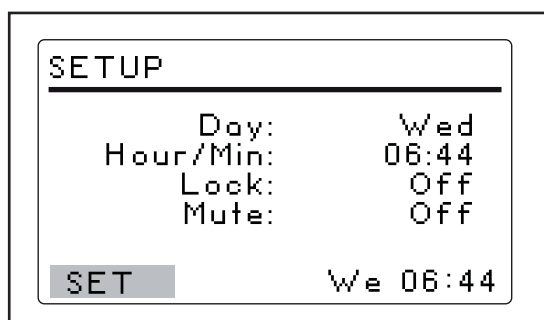 SETUP
Day: Wed
Hour/Min: 06:44
Lock: Off
Mute: Off
SET We 06:44